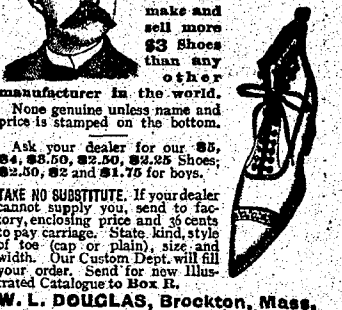 make and
sell more
$3 Shoes
than any
other
manufacturer in the world.
None genuine unless name and
price is stamped on the bottom.
Ask your dealer for our $5,
$4, $3.50, $2.50, $2.25 Shoes;
$2.50, $2 and $1.75 for boys.
TAKE NO SUBSTITUTE. If your dealer
cannot supply you, send to fac-
tory, enclosing price and 36 cents
to pay carriage. State kind, style
of toe (cap or plain), size and
width. Our Custom Dept. will fill
your order. Send for new Illus-
trated Catalogue to Box R.
W. L. DOUGLAS, Brockton, Mass.